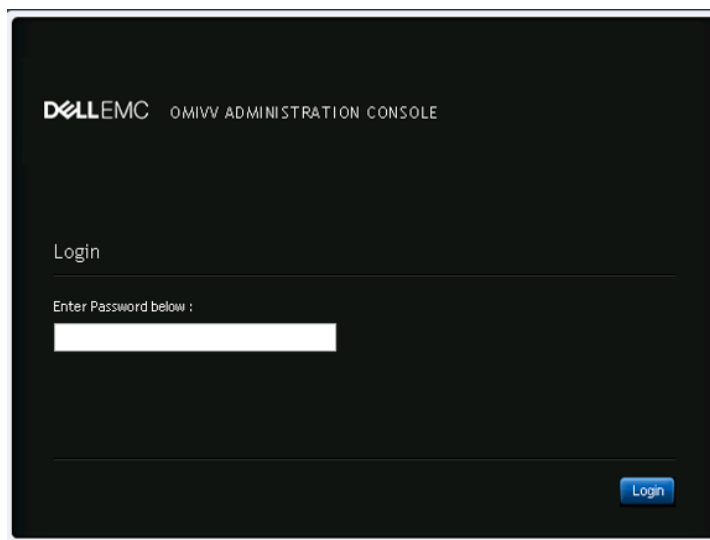 DELLEMC OMIVV ADMINISTRATION CONSOLE
Login
Enter Password below :
Login